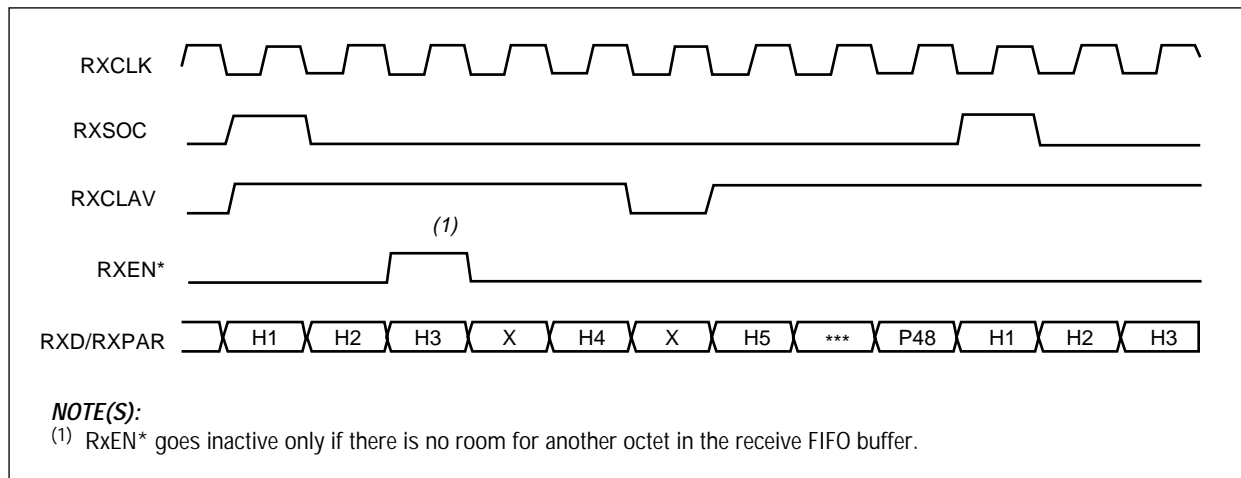 RXCLK
RXSOC
RXCLAV
(1)
RXEN*
RXD/RXPAR H1 H2 H3 X H4 X H5 *** P48 H1 H2 H3
NOTE(S):
(1) RxEN* goes inactive only if there is no room for another octet in the receive FIFO buffer.